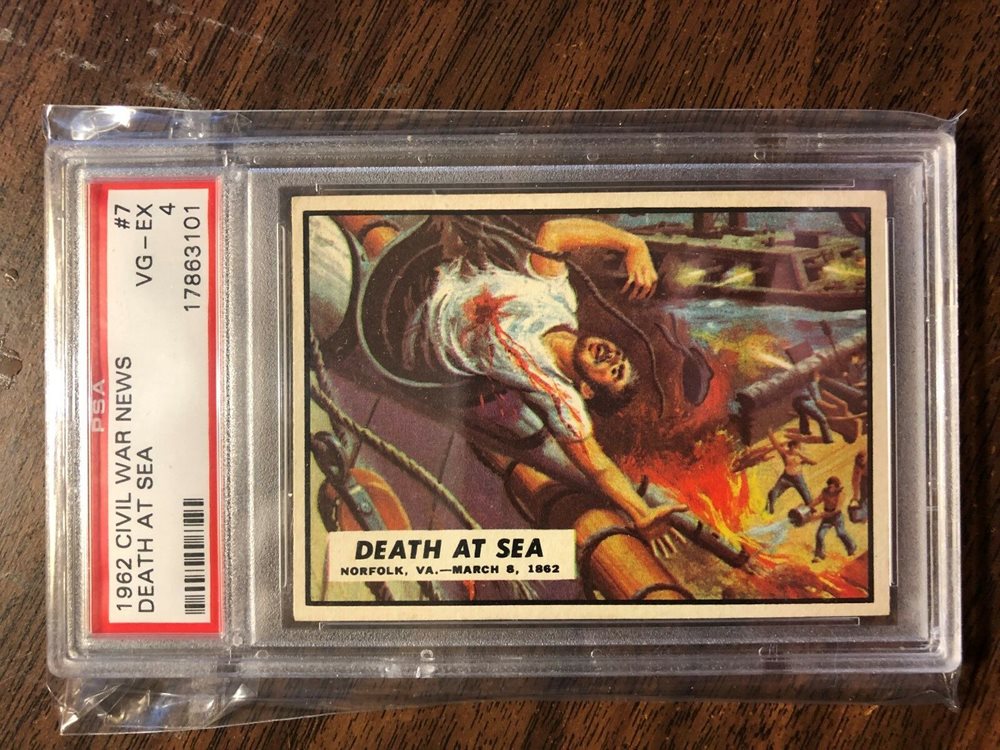 1962 CIVIL WAR NEWS #7
DEATH AT SEA VG-EX
4
17863101
PSA
DEATH AT SEA
NORFOLK, VA.—MARCH 8, 1862